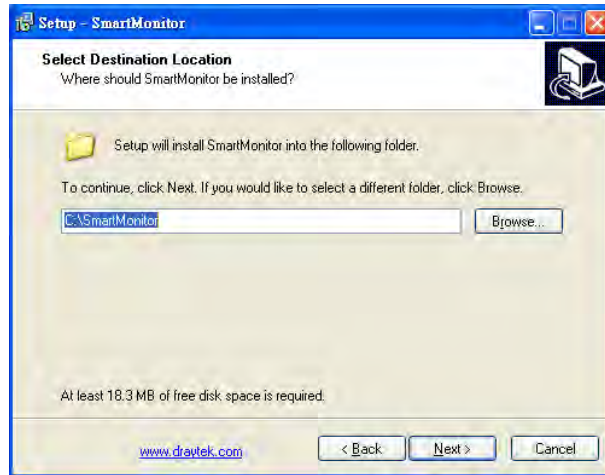 Setup - SmartMonitor
Select Destination Location
Where should SmartMonitor be installed?
Setup will install SmartMonitor into the following folder.
To continue, click Next. If you would like to select a different folder, click Browse.
C:\SmartMonitor
Browse...
At least 18.3 MB of free disk space is required.
www.draytek.com
< Back
Next >
Cancel